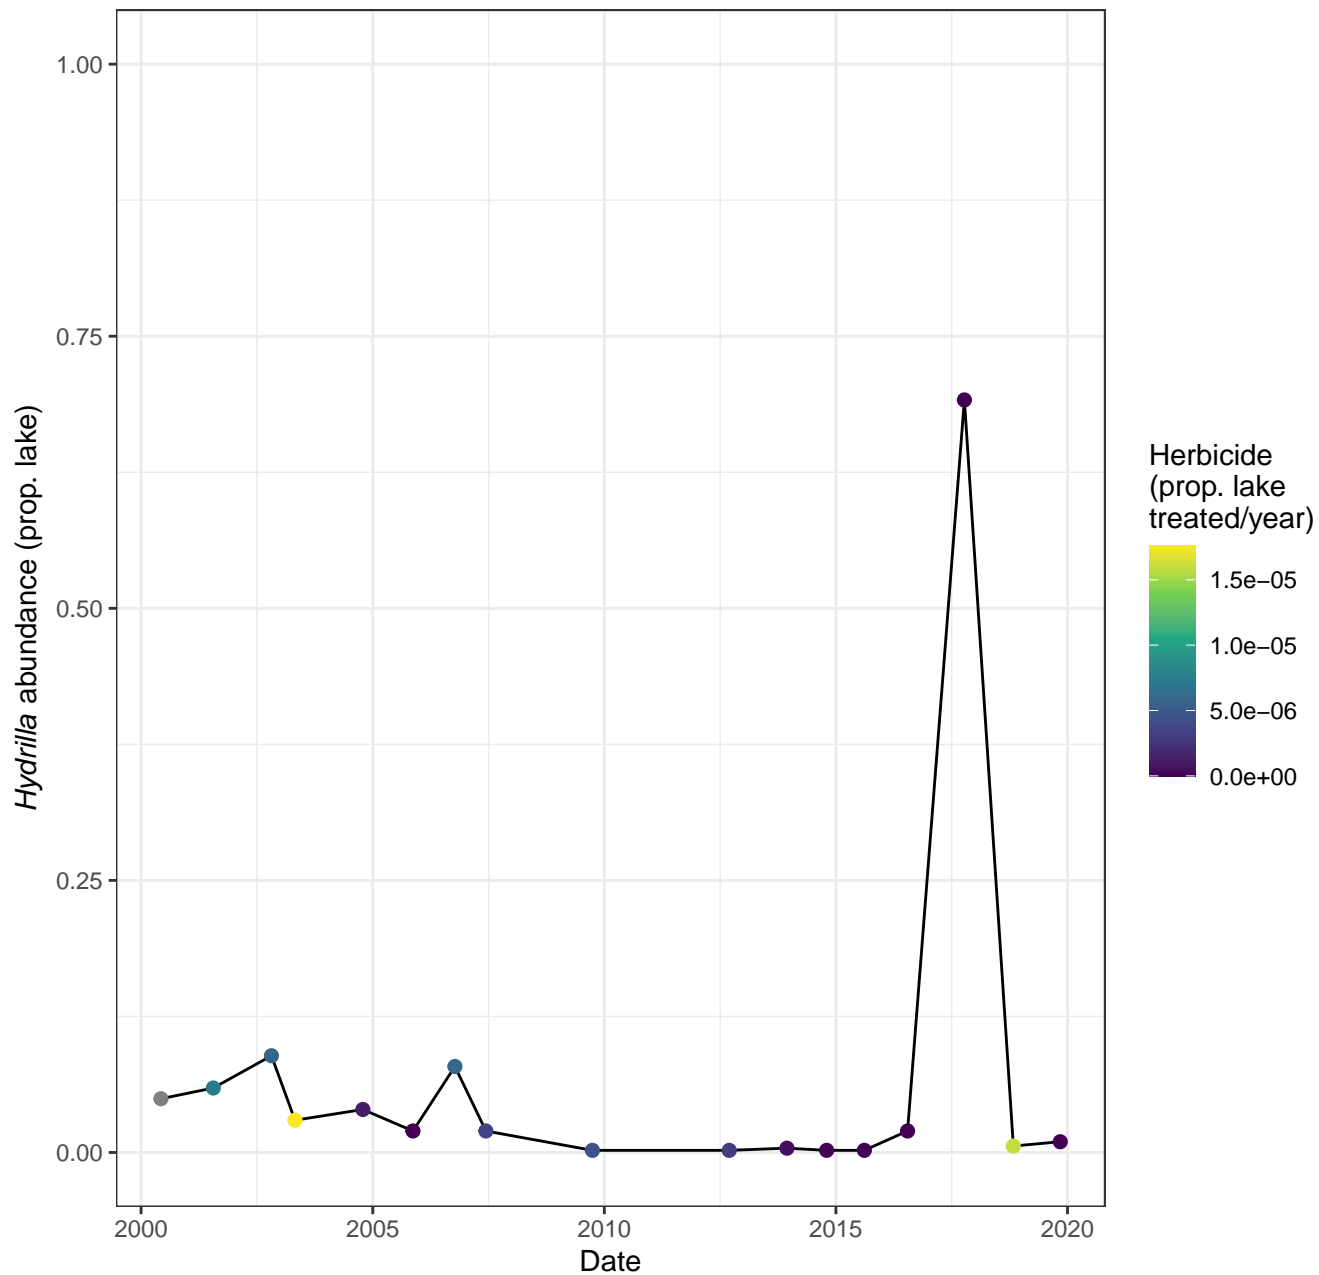 1.00
0.75
0.50
0.25
0.00
Hydrilla abundance (prop. lake)
2000 2005 2010 2015 2020
Date
Herbicide
(prop. lake
treated/year)
1.5e−05
1.0e−05
5.0e−06
0.0e+00